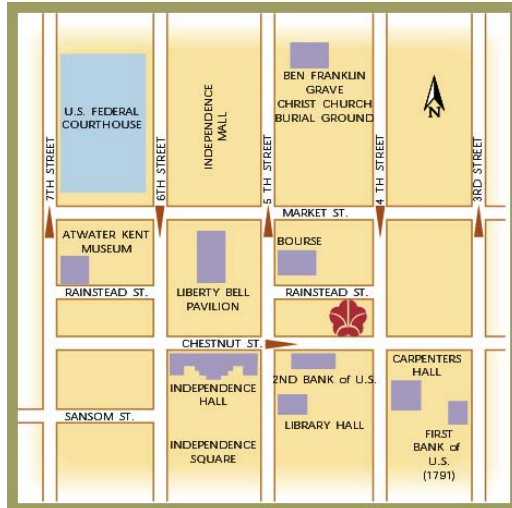 U.S. FEDERAL
COURTHOUSE
INDEPENDENCE
MALL
BEN FRANKLIN
GRAVE
CHRIST CHURCH
BURIAL GROUND
N
7TH STREET
6TH STREET
5 TH STREET
4 TH STREET
3RD STREET
MARKET ST.
ATWATER KENT
MUSEUM
BOURSE
RAINSTEAD ST.
LIBERTY BELL
PAVILION
RAINSTEAD ST.
CHESTNUT ST.
INDEPENDENCE
HALL
2ND BANK of U.S.
CARPENTERS
HALL
SANSOM ST.
LIBRARY HALL
INDEPENDENCE
SQUARE
FIRST
BANK of
U.S.
(1791)